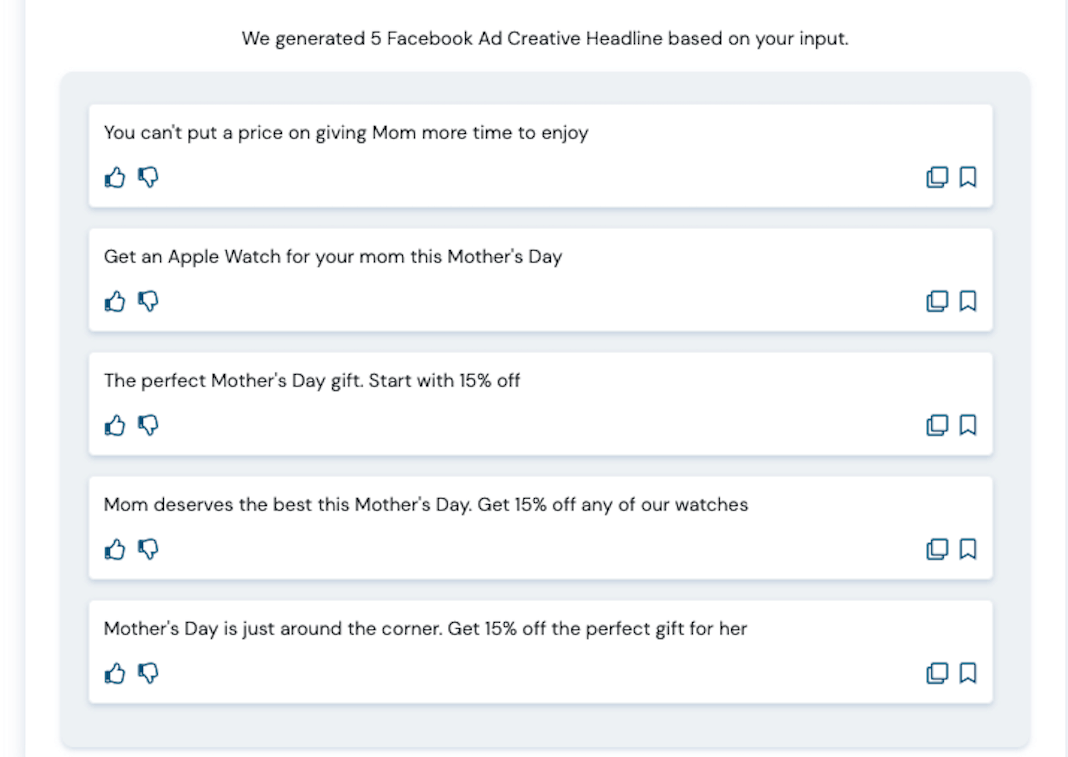 We generated 5 Facebook Ad Creative Headline based on your input.
You can't put a price on giving Mom more time to enjoy
Get an Apple Watch for your mom this Mother's Day
The perfect Mother's Day gift. Start with 15% off
Mom deserves the best this Mother's Day. Get 15% off any of our watches
Mother's Day is just around the corner. Get 15% off the perfect gift for her